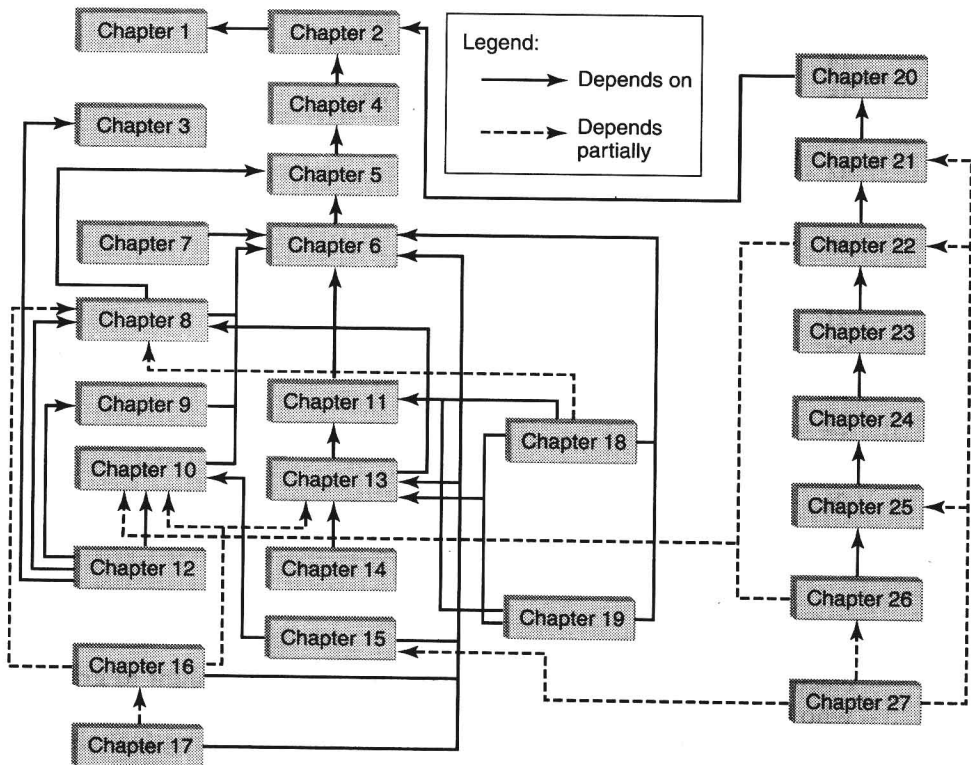 Chapter 1
Chapter 2
Legend:
Depends on
Depends
partially
Chapter 20
Chapter 3
Chapter 4
Chapter 21
Chapter 5
Chapter 7
Chapter 6
Chapter 22
Chapter 8
Chapter 23
Chapter 9
Chapter 11
Chapter 18
Chapter 24
Chapter 10
Chapter 13
Chapter 25
Chapter 12
Chapter 14
Chapter 26
Chapter 15
Chapter 19
Chapter 16
Chapter 27
Chapter 17